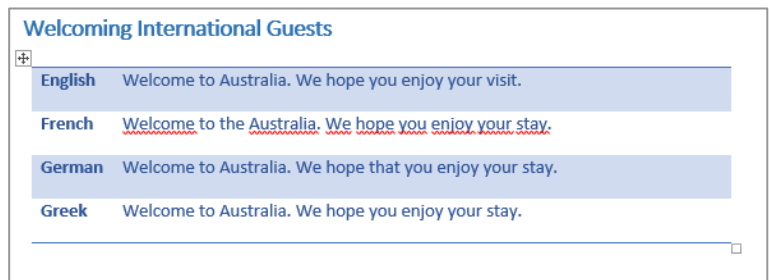 Welcoming International Guests
English Welcome to Australia. We hope you enjoy your visit.
French Welcome to the Australia. We hope you enjoy your stay.
German Welcome to Australia. We hope that you enjoy your stay.
Greek Welcome to Australia. We hope you enjoy your stay.